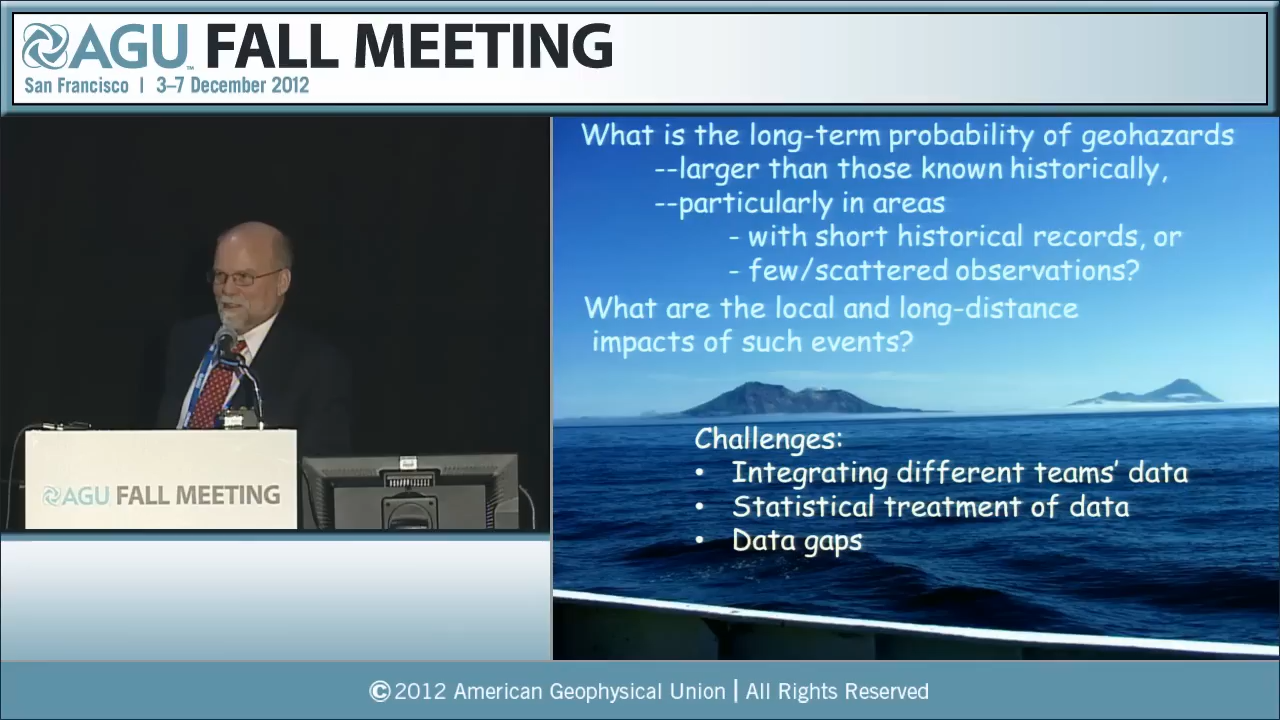 AGU™ FALL MEETING
San Francisco | 3–7 December 2012
What is the long-term probability of geohazards
--larger than those known historically,
--particularly in areas
- with short historical records, or
- few/scattered observations?
What are the local and long-distance
impacts of such events?
Challenges:
• Integrating different teams' data
• Statistical treatment of data
• Data gaps
AGU FALL MEETING
©2012 American Geophysical Union | All Rights Reserved